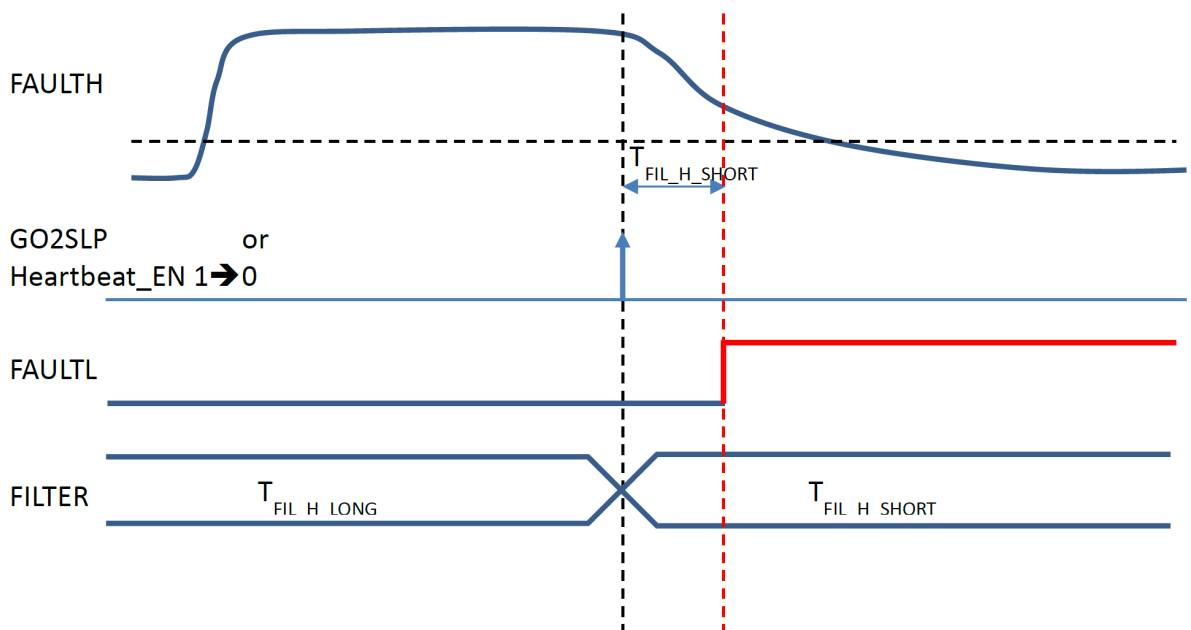 FAULTH
T FIL_H_SHORT
GO2SLP or
Heartbeat_EN 1➔0
FAULTL
FILTER
T FIL_H_LONG
T FIL_H_SHORT